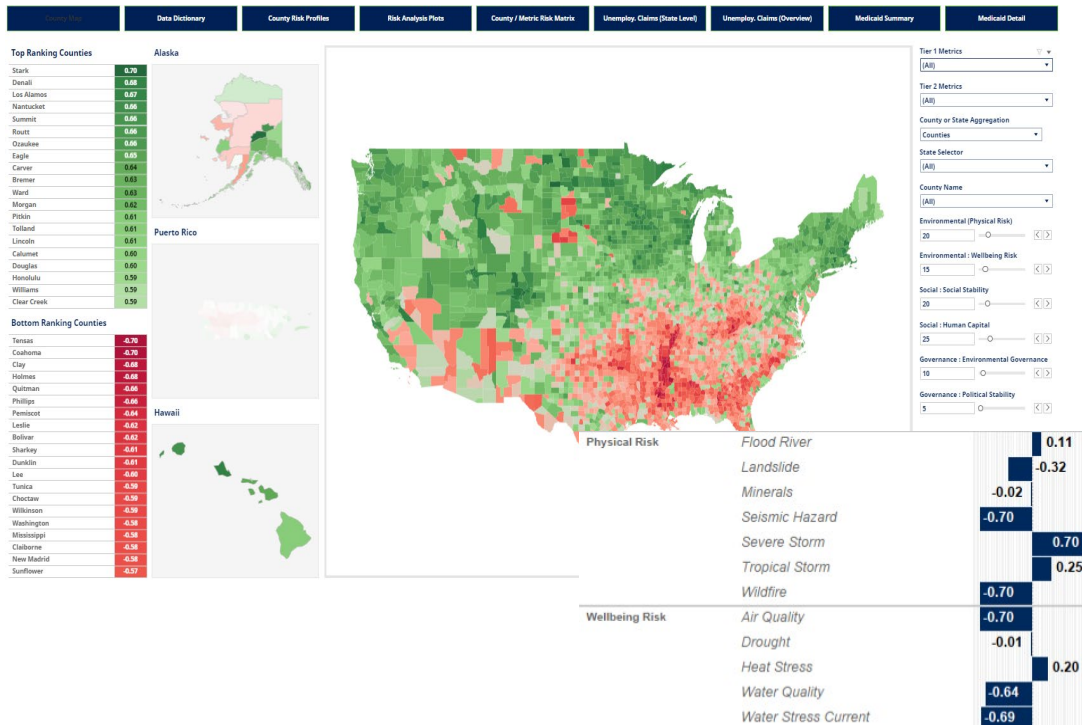 County Map
Data Dictionary
County Risk Profiles
Risk Analysis Plots
County / Metric Risk Matrix
Unemploy. Claims (State Level)
Unemploy. Claims (Overview)
Medicaid Summary
Medicaid Detail
Top Ranking Counties
Stark 0.70
Denali 0.68
Los Alamos 0.67
Nantucket 0.66
Summit 0.66
Routt 0.66
Ozaukee 0.66
Eagle 0.65
Carver 0.64
Bremer 0.63
Ward 0.63
Morgan 0.62
Pitkin 0.61
Tolland 0.61
Lincoln 0.61
Calumet 0.60
Douglas 0.60
Honolulu 0.59
Williams 0.59
Clear Creek 0.59
Bottom Ranking Counties
Tensas -0.70
Coahoma -0.70
Clay -0.68
Holmes -0.68
Quitman -0.66
Phillips -0.66
Pemiscot -0.64
Leslie -0.62
Bolivar -0.62
Sharkey -0.61
Dunklin -0.61
Lee -0.60
Tunica -0.59
Choctaw -0.59
Wilkinson -0.59
Washington -0.58
Mississippi -0.58
Claiborne -0.58
New Madrid -0.58
Sunflower -0.57
Alaska
Puerto Rico
Hawaii
Tier 1 Metrics
(All)
Tier 2 Metrics
(All)
County or State Aggregation
Counties
State Selector
(All)
County Name
(All)
Environmental (Physical Risk)
20
Environmental : Wellbeing Risk
15
Social : Social Stability
20
Social : Human Capital
25
Governance : Environmental Governance
10
Governance : Political Stability
5
Physical Risk
Flood River 0.11
Landslide -0.32
Minerals -0.02
Seismic Hazard -0.70
Severe Storm 0.70
Tropical Storm 0.25
Wildfire -0.70
Wellbeing Risk
Air Quality -0.70
Drought -0.01
Heat Stress 0.20
Water Quality -0.64
Water Stress Current -0.69